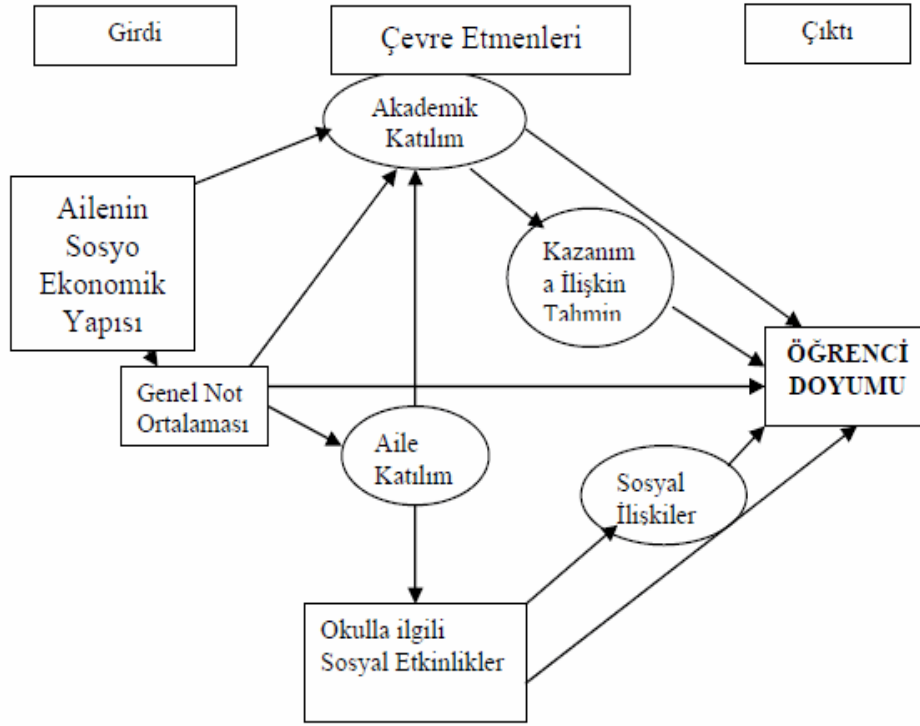 Girdi
Çevre Etmenleri
Çıktı
Akademik
Katılım
Ailenin
Sosyo
Ekonomik
Yapısı
Kazanım
a İlişkin
Tahmin
ÖĞRENCİ
DOYUMU
Genel Not
Ortalaması
Aile
Katılım
Sosyal
İlişkiler
Okulla ilgili
Sosyal Etkinlikler